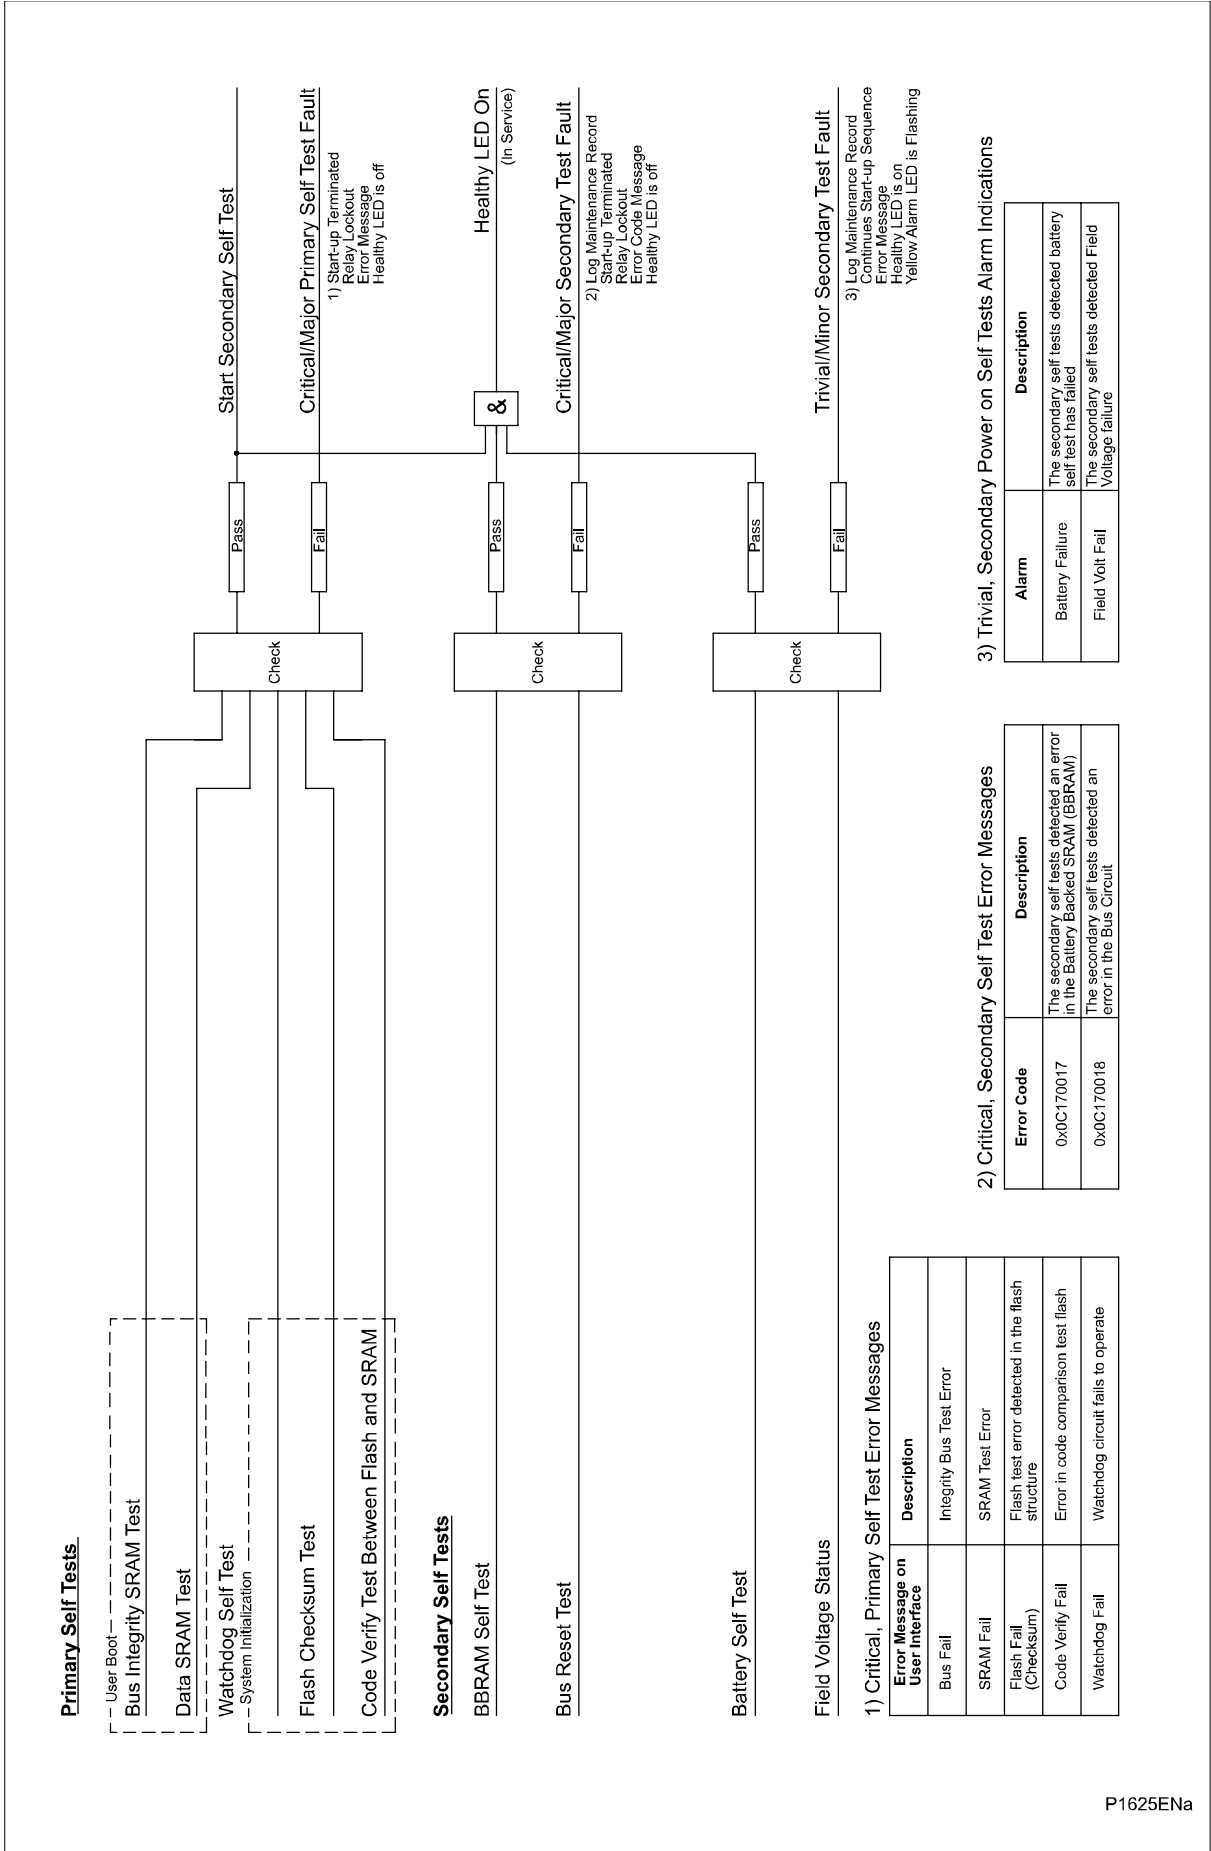 Primary Self Tests
User Boot
Bus Integrity SRAM Test
Data SRAM Test
Watchdog Self Test
System Initialization
Flash Checksum Test
Code Verify Test Between Flash and SRAM
Check
Pass
Fail
Start Secondary Self Test
Critical/Major Primary Self Test Fault
1) Start-up Terminated
Relay Lockout
Error Message
Healthy LED is off
Secondary Self Tests
BBRAM Self Test
Bus Reset Test
Check
Pass
Fail
&
Healthy LED On
(In Service)
Critical/Major Secondary Test Fault
2) Log Maintenance Record
Start-up Terminated
Relay Lockout
Error Code Message
Healthy LED is off
Battery Self Test
Field Voltage Status
Check
Pass
Fail
Trivial/Minor Secondary Test Fault
3) Log Maintenance Record
Continues Start-up Sequence
Error Message
Healthy LED is on
Yellow Alarm LED is Flashing
1) Critical, Primary Self Test Error Messages
Error Message on
User Interface
Description
Bus Fail
Integrity Bus Test Error
SRAM Fail
SRAM Test Error
Flash Fail
(Checksum)
Flash test error detected in the flash
structure
Code Verify Fail
Error in code comparison test flash
Watchdog Fail
Watchdog circuit fails to operate
2) Critical, Secondary Self Test Error Messages
Error Code
Description
0x0C170017
The secondary self tests detected an error
in the Battery Backed SRAM (BBRAM)
0x0C170018
The secondary self tests detected an
error in the Bus Circuit
3) Trivial, Secondary Power on Self Tests Alarm Indications
Alarm
Description
Battery Failure
The secondary self tests detected battery
self test has failed
Field Volt Fail
The secondary self tests detected Field
Voltage failure
P1625ENa